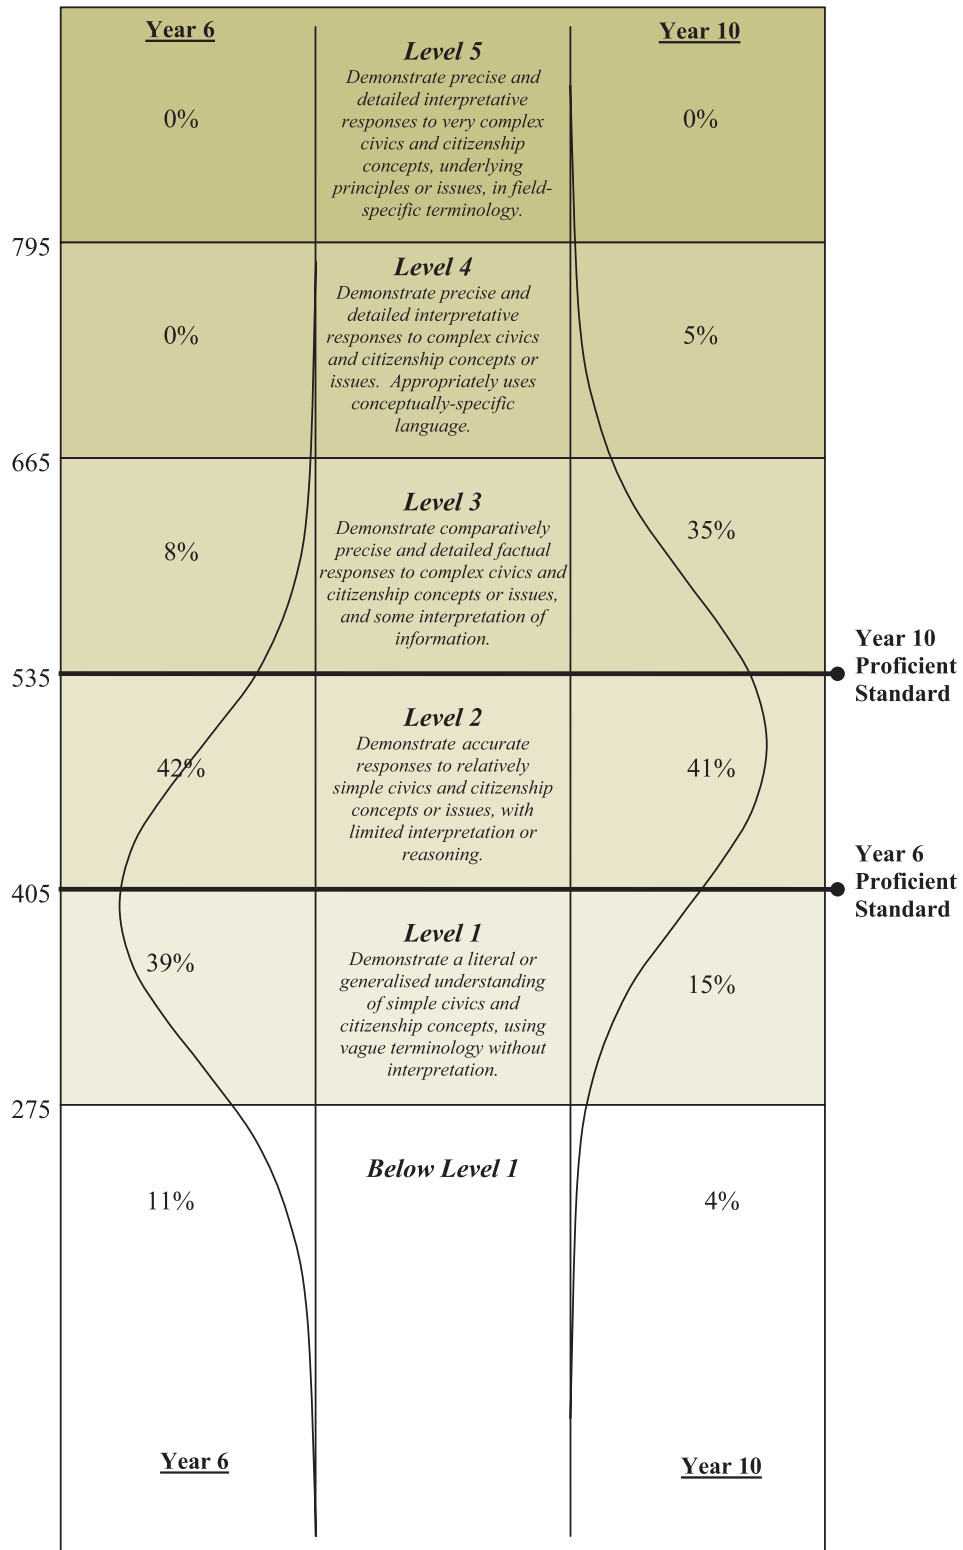 Year 6
Year 10
Level 5
Demonstrate precise and
detailed interpretative
responses to very complex
civics and citizenship
concepts, underlying
principles or issues, in field-
specific terminology.
0%
0%
795
Level 4
Demonstrate precise and
detailed interpretative
responses to complex civics
and citizenship concepts or
issues.  Appropriately uses
conceptually-specific
language.
0%
5%
665
Level 3
Demonstrate comparatively
precise and detailed factual
responses to complex civics and
citizenship concepts or issues,
and some interpretation of
information.
8%
35%
Year 10
Proficient
Standard
535
Level 2
Demonstrate accurate
responses to relatively
simple civics and citizenship
concepts or issues, with
limited interpretation or
reasoning.
42%
41%
Year 6
Proficient
Standard
405
Level 1
Demonstrate a literal or
generalised understanding
of simple civics and
citizenship concepts, using
vague terminology without
interpretation.
39%
15%
275
Below Level 1
11%
4%
Year 6
Year 10